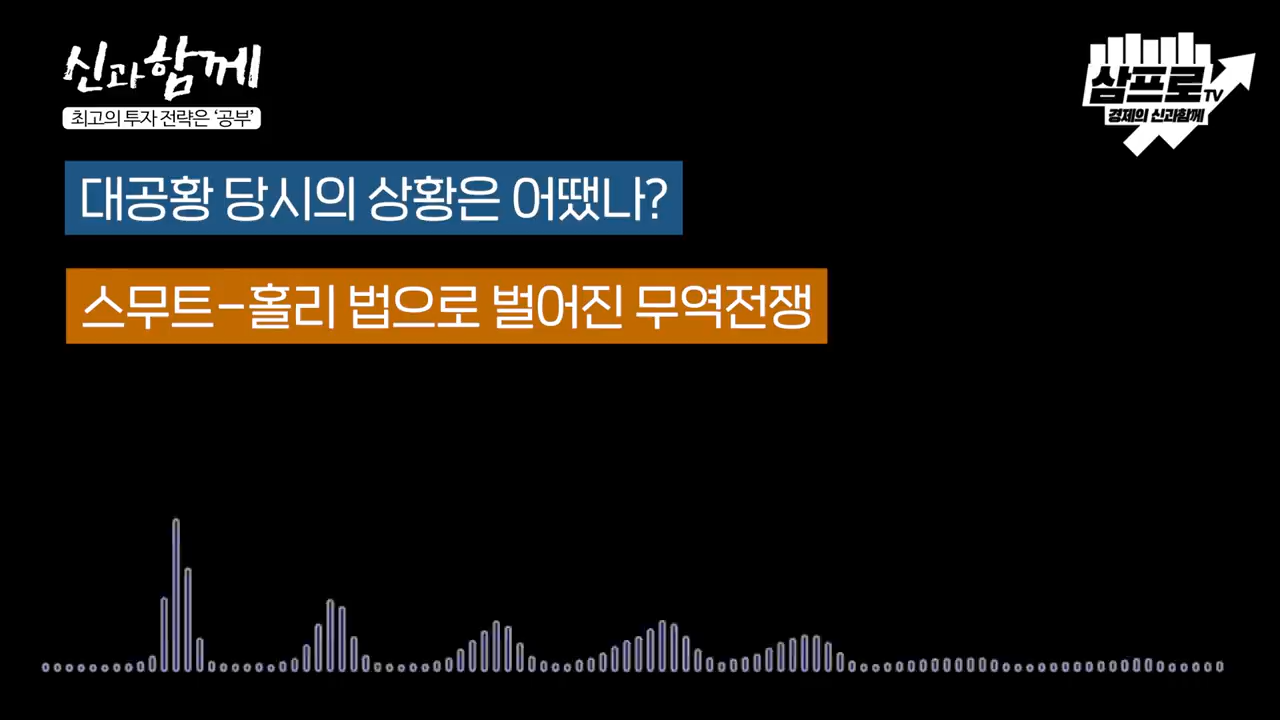 신과함께
최고의 투자 전략은 ‘공부’
삼프로TV
경제의 신과함께
대공황 당시의 상황은 어땠나?
스무트-홀리 법으로 벌어진 무역전쟁